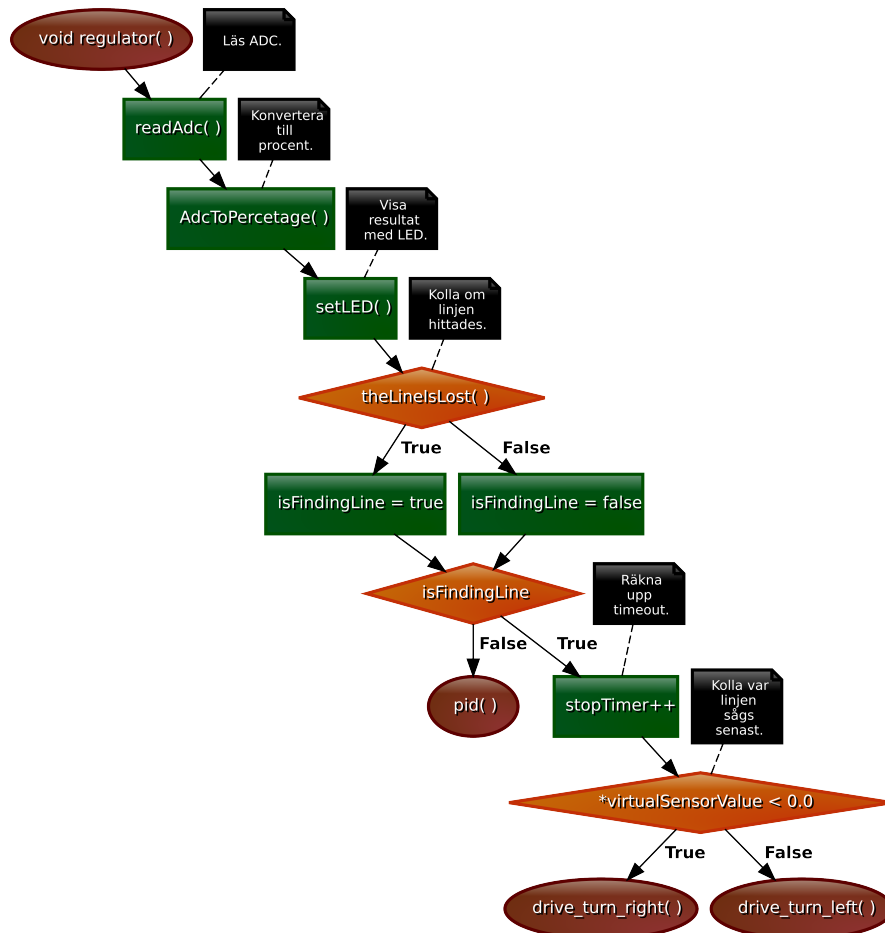 void regulator( )
Läs ADC.
readAdc( )
Konvertera
till
procent.
AdcToPercetage( )
Visa
resultat
med LED.
setLED( )
Kolla om
linjen
hittades.
theLineIsLost( )
True
False
isFindingLine = true
isFindingLine = false
isFindingLine
Räkna
upp
timeout.
False
True
pid( )
stopTimer++
Kolla var
linjen
sågs
senast.
*virtualSensorValue < 0.0
True
False
drive_turn_right( )
drive_turn_left( )